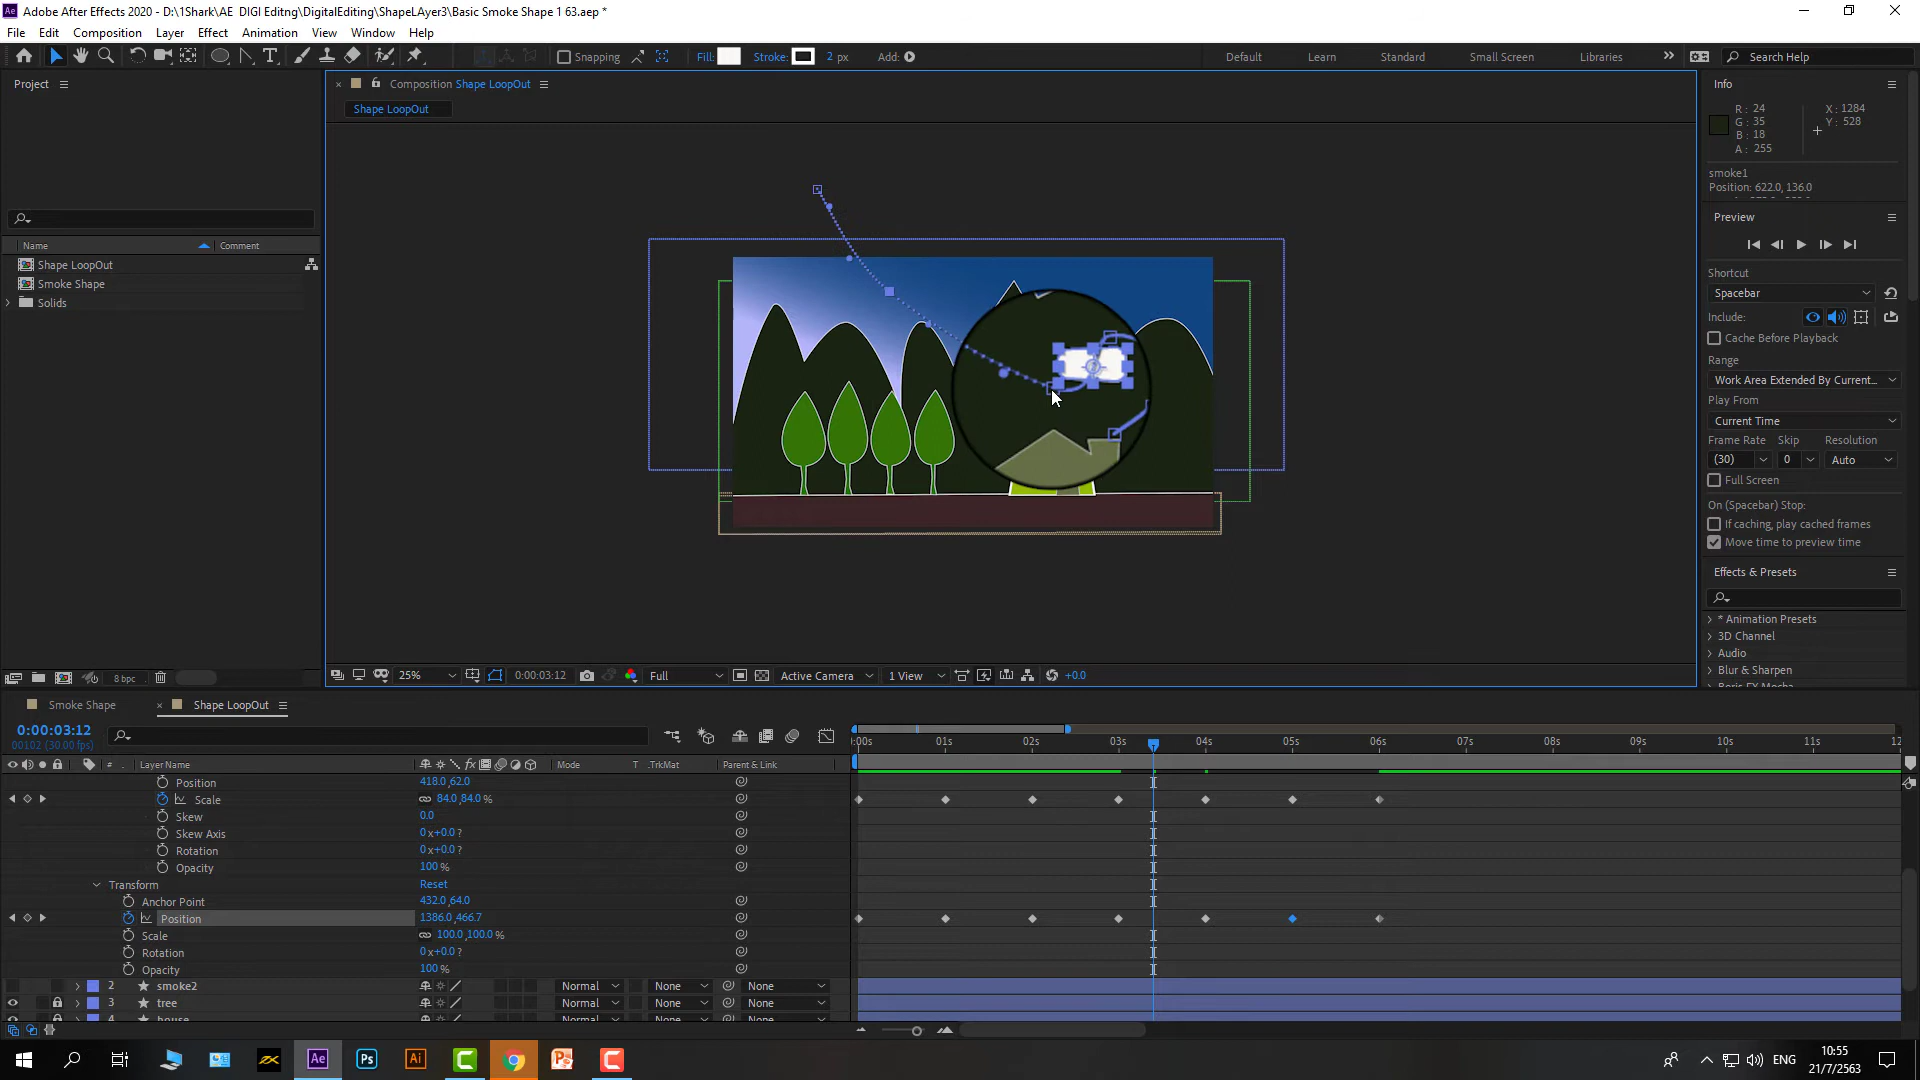 Adobe After Effects 2020 - D:\1Shark\AE  DIGI Editng\DigitalEditing\ShapeLAyer3\Basic Smoke Shape 1 63.aep *
File Edit Composition Layer Effect Animation View Window Help
Snapping Fill: Stroke: 2 px Add: Default Learn Standard Small Screen Libraries Search Help
Project
Composition Shape LoopOut
Shape LoopOut
Name Comment
Shape LoopOut
Smoke Shape
Solids
8 bpc
25% 0:00:03:12 Full Active Camera 1 View +0.0
Info
R: 24 X: 1284
G: 35 Y: 528
B: 18
A: 255
smoke1
Position: 622.0, 136.0
Preview
Shortcut
Spacebar
Include:
Cache Before Playback
Range
Work Area Extended By Current...
Play From
Current Time
Frame Rate Skip Resolution
(30) 0 Auto
Full Screen
On (Spacebar) Stop:
If caching, play cached frames
Move time to preview time
Effects & Presets
* Animation Presets
3D Channel
Audio
Blur & Sharpen
Smoke Shape Shape LoopOut
0:00:03:12
00102 (30.00 fps)
:00s 01s 02s 03s 04s 05s 06s 07s 08s 09s 10s 11s 12
# Layer Name Mode T .TrkMat Parent & Link
Position 418.0,62.0
Scale 84.0,84.0 %
Skew 0.0
Skew Axis 0 x+0.0 ?
Rotation 0 x+0.0 ?
Opacity 100 %
Transform Reset
Anchor Point 432.0,64.0
Position 1386.0,466.7
Scale 100.0,100.0 %
Rotation 0 x+0.0 ?
Opacity 100 %
2 smoke2 Normal None None
3 tree Normal None None
4 house Normal None None
Ae Ps Ai ENG 10:55
21/7/2563